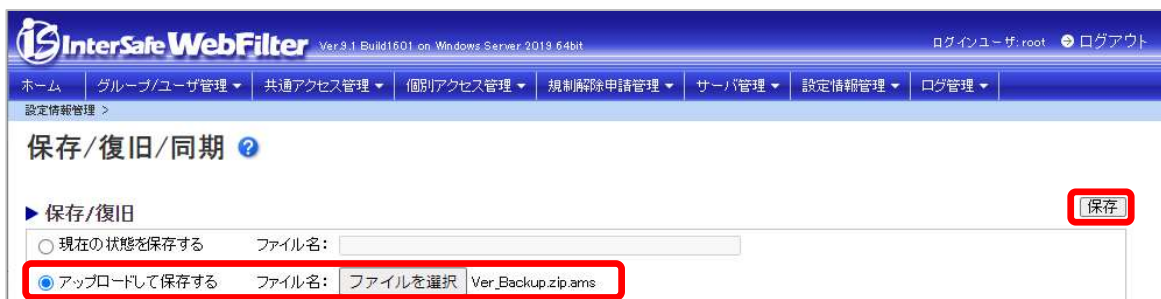 InterSafe WebFilter Ver.9.1 Build1601 on Windows Server 2019 64bit ログインユーザ:root ログアウト
ホーム グループ/ユーザ管理▼ 共通アクセス管理▼ 個別アクセス管理▼ 規制解除申請管理▼ サーバ管理▼ 設定情報管理▼ ログ管理▼
設定情報管理 >
保存/復旧/同期 ?
▶保存/復旧 保存
現在の状態を保存する ファイル名:
アップロードして保存する ファイル名: ファイルを選択 Ver_Backup.zip.ams